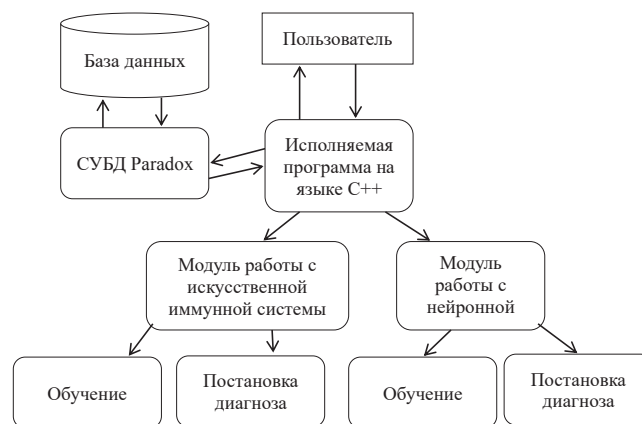 База данных
Пользователь
СУБД Paradox
Исполняемая
программа на
языке C++
Модуль работы с
искусственной
иммунной системы
Модуль
работы с
нейронной
Обучение
Постановка
диагноза
Обучение
Постановка
диагноза